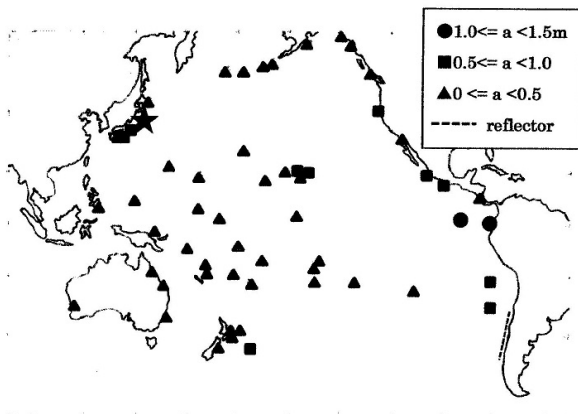 1.0<= a <1.5m
0.5<= a <1.0
0 <= a <0.5
reflector